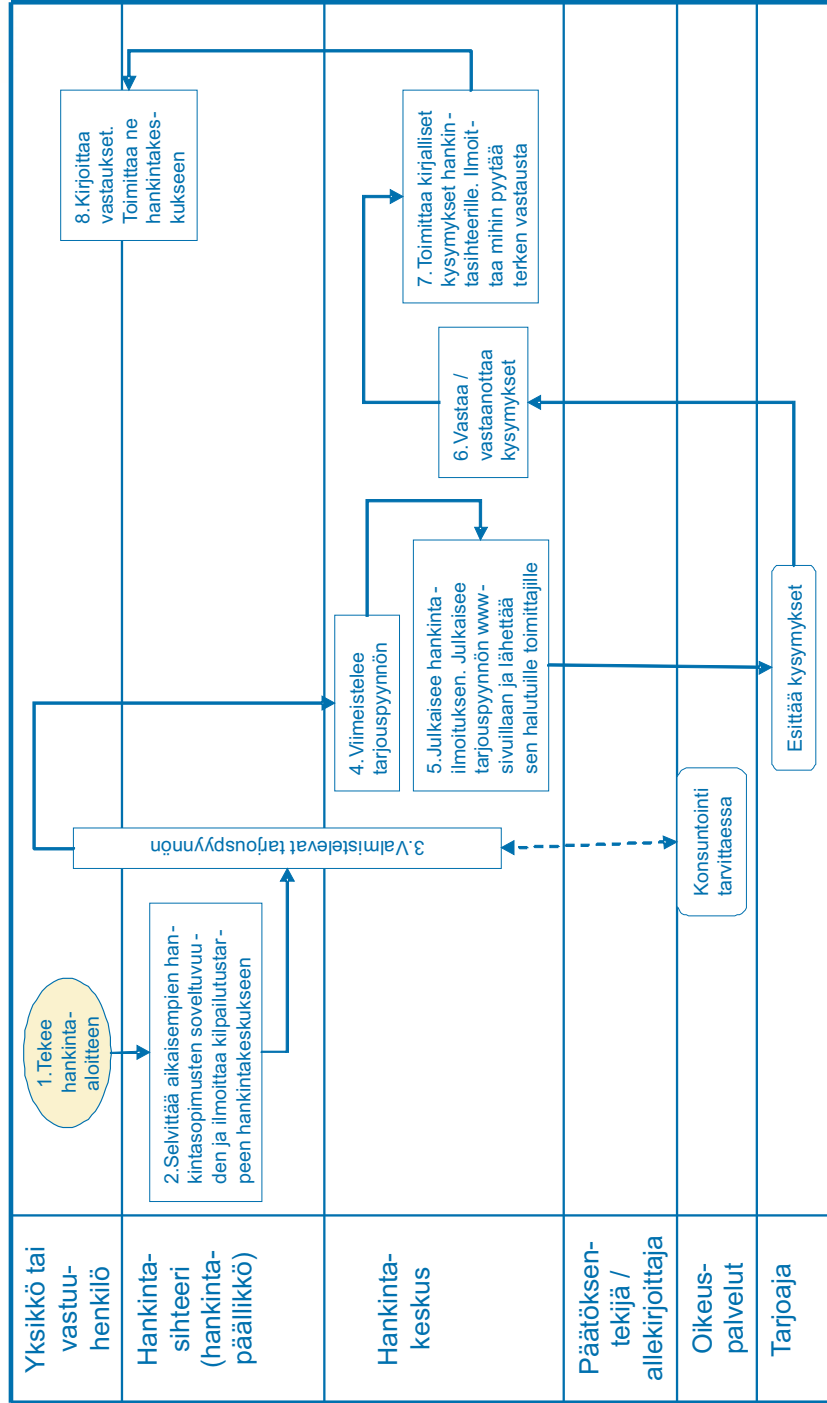 Yksikkö tai
vastuu-
henkilö
Hankinta-
sihteeri
(hankinta-
päällikkö)
Hankinta-
keskus
Päätöksen-
tekijä /
allekirjoittaja
Oikeus-
palvelut
Tarjoaja
1.Tekee
hankinta-
aloitteen
2.Selvittää aikaisempien han-
kintasopimusten soveltuvuu-
den ja ilmoittaa kilpailutustar-
peen hankintakeskukseen
3.Valmistelevat tarjouspyynnön
4. Viimeistelee
tarjouspyynnön
5.Julkaisee hankinta-
ilmoituksen. Julkaisee
tarjouspyynnön www-
sivuillaan ja lähettää
sen halutuille toimittajille
Konsuntointi
tarvittaessa
Esittää kysymykset
6.Vastaa /
vastaanottaa
kysymykset
7.Toimittaa kirjalliset
kysymykset hankin-
tasihteerille. Ilmoit-
taa mihin pyytää
terken vastausta
8.Kirjoittaa
vastaukset.
Toimittaa ne
hankintakes-
kukseen